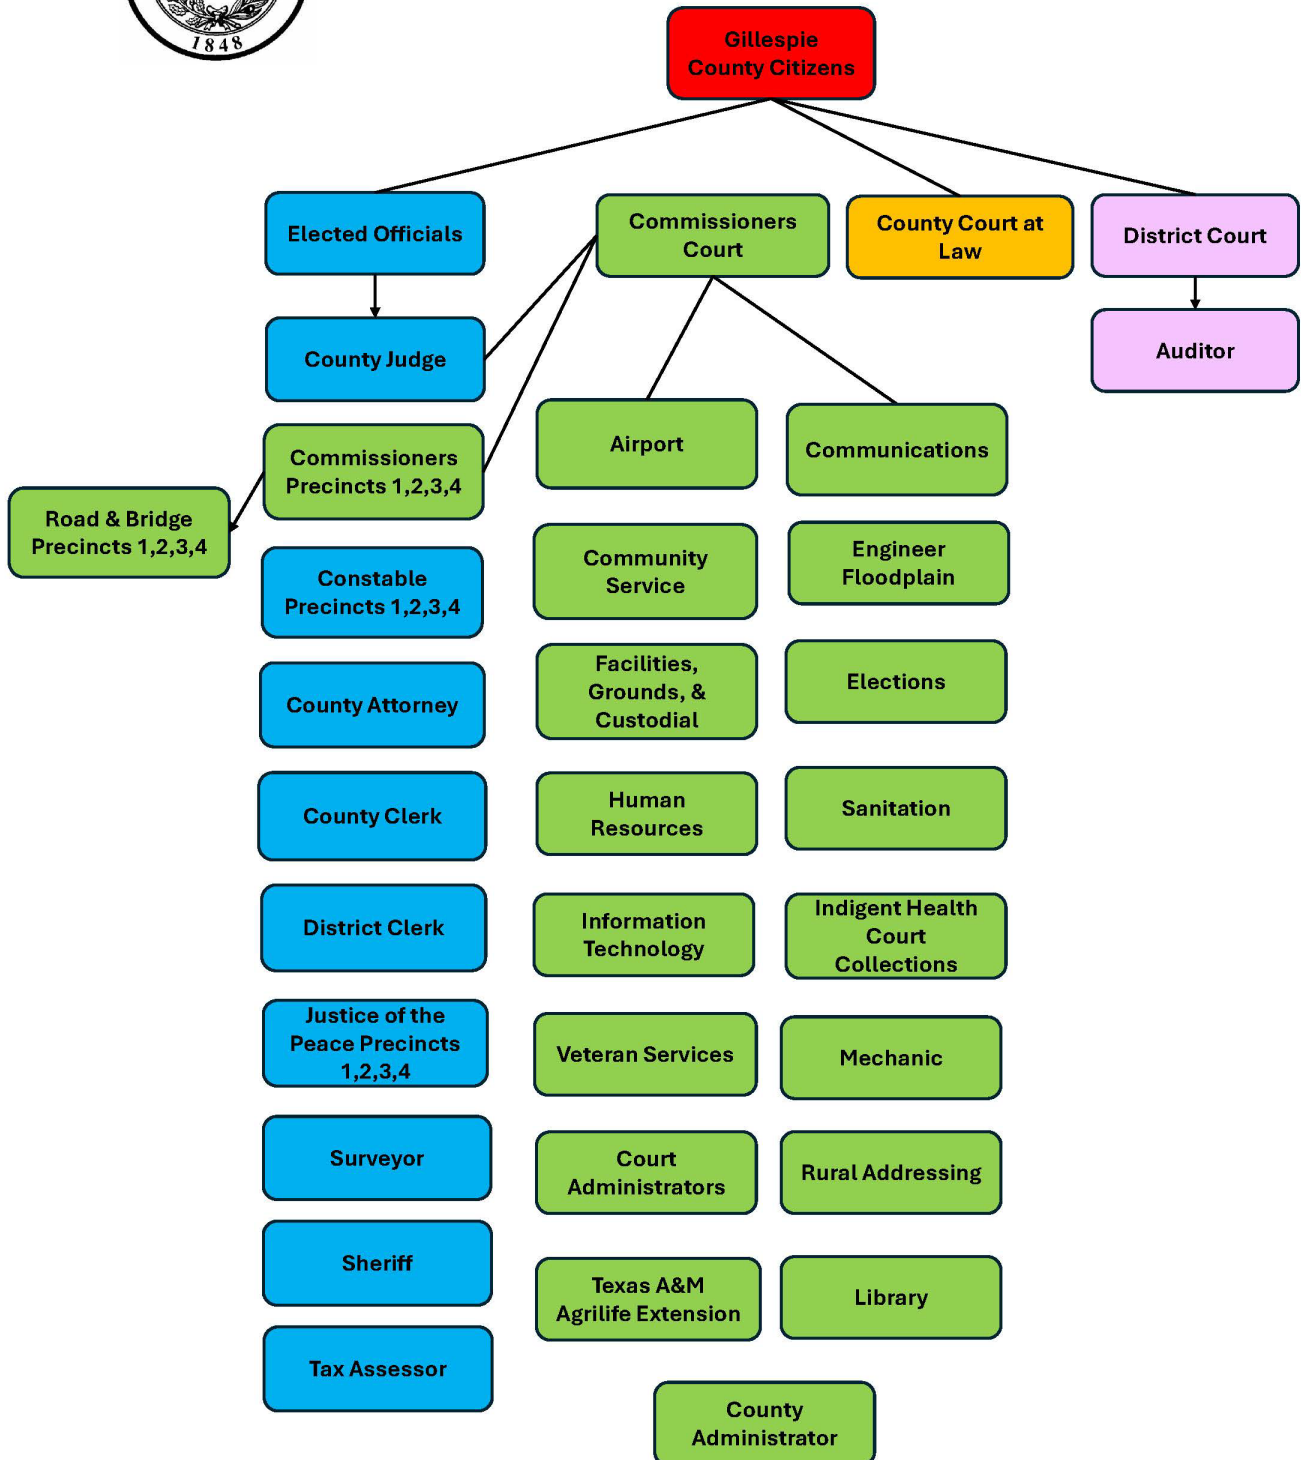 1848
Gillespie
County Citizens
Elected Officials
Commissioners
Court
County Court at
Law
District Court
County Judge
Auditor
Commissioners
Precincts 1,2,3,4
Road & Bridge
Precincts 1,2,3,4
Constable
Precincts 1,2,3,4
County Attorney
County Clerk
District Clerk
Justice of the
Peace Precincts
1,2,3,4
Surveyor
Sheriff
Tax Assessor
Airport
Communications
Community
Service
Engineer
Floodplain
Facilities,
Grounds, &
Custodial
Elections
Human
Resources
Sanitation
Information
Technology
Indigent Health
Court
Collections
Veteran Services
Mechanic
Court
Administrators
Rural Addressing
Texas A&M
Agrilife Extension
Library
County
Administrator